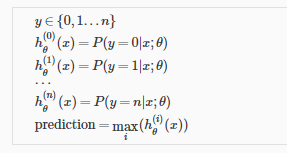 y ∈ {0, 1...n}
h_θ^(0)(x) = P(y = 0|x; θ)
h_θ^(1)(x) = P(y = 1|x; θ)
⋯
h_θ^(n)(x) = P(y = n|x; θ)
prediction = max_i(h_θ^(i)(x))